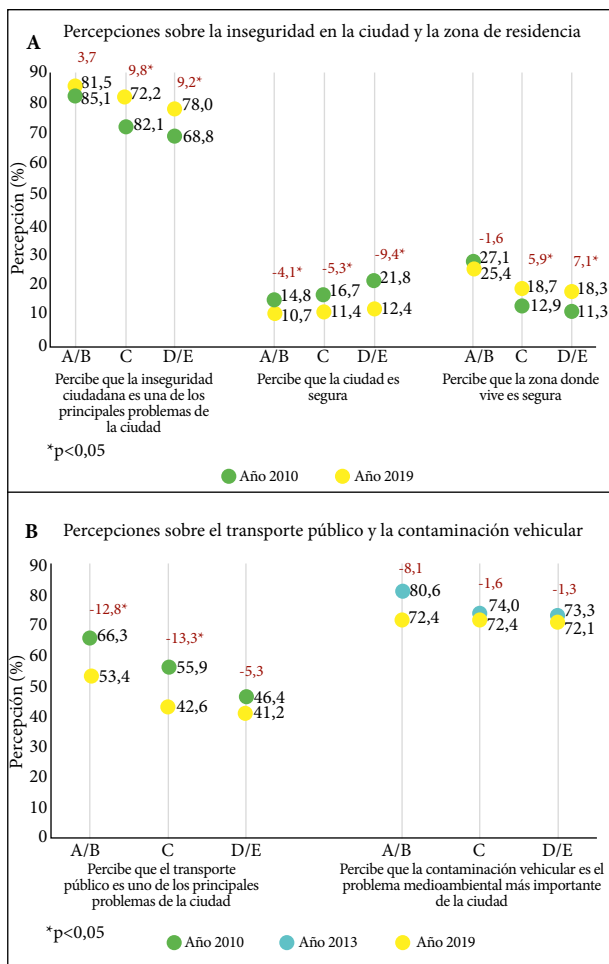 A Percepciones sobre la inseguridad en la ciudad y la zona de residencia
Percepción (%)
90
80
70
60
50
40
30
20
10
0
3,7
81,5
85,1
9,8*
72,2
82,1
9,2*
78,0
68,8
-4,1*
14,8
10,7
-5,3*
16,7
11,4
-9,4*
21,8
12,4
-1,6
27,1
25,4
5,9*
18,7
12,9
7,1*
18,3
11,3
A/B C D/E A/B C D/E A/B C D/E
Percibe que la inseguridad
ciudadana es una de los
principales problemas de
la ciudad
Percibe que la ciudad es
segura
Percibe que la zona donde
vive es segura
*p<0,05
Año 2010 Año 2019
B Percepciones sobre el transporte público y la contaminación vehicular
Percepción (%)
90
80
70
60
50
40
30
20
10
0
-12,8*
66,3
53,4
-13,3*
55,9
42,6
-5,3
46,4
41,2
-8,1
80,6
72,4
-1,6
74,0
72,4
-1,3
73,3
72,1
A/B C D/E A/B C D/E
Percibe que el transporte
público es uno de los principales
problemas de la ciudad
Percibe que la contaminación vehicular es el
problema medioambiental más importante
de la ciudad
*p<0,05
Año 2010 Año 2013 Año 2019